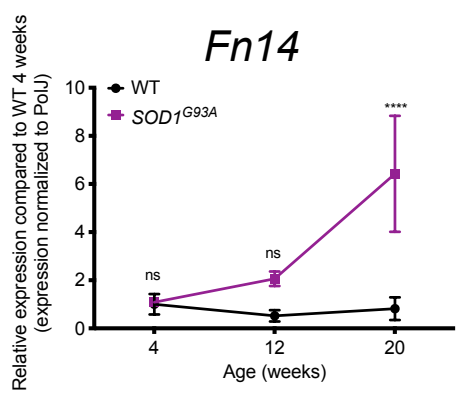 Fn14
Relative expression compared to WT 4 weeks
(expression normalized to PolJ)
WT
SOD1G93A
10
8
6
4
2
0
ns
ns
****
4 12 20
Age (weeks)